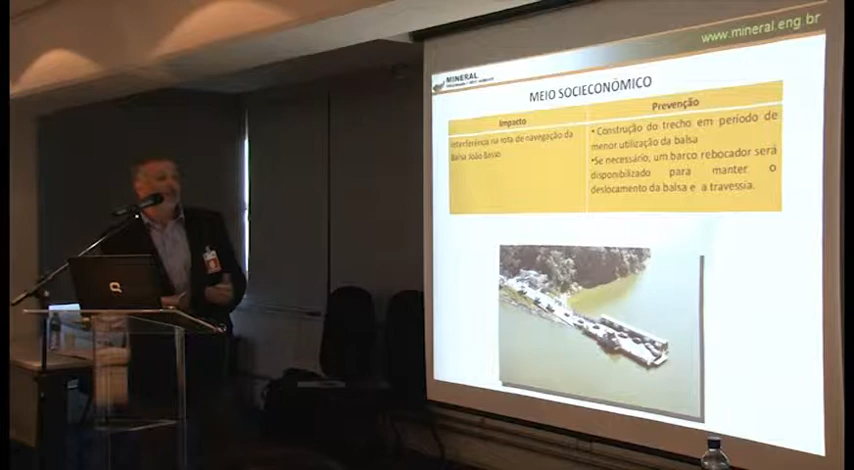 www.mineral.eng.br
MINERAL
MEIO SOCIECONÔMICO
Impacto
Interferência na rota de navegação da
Balsa João Basso
Prevenção
•Construção do trecho em período de
menor utilização da balsa
•Se necessário, um barco rebocador será
disponibilizado para manter o
deslocamento da balsa e a travessia.